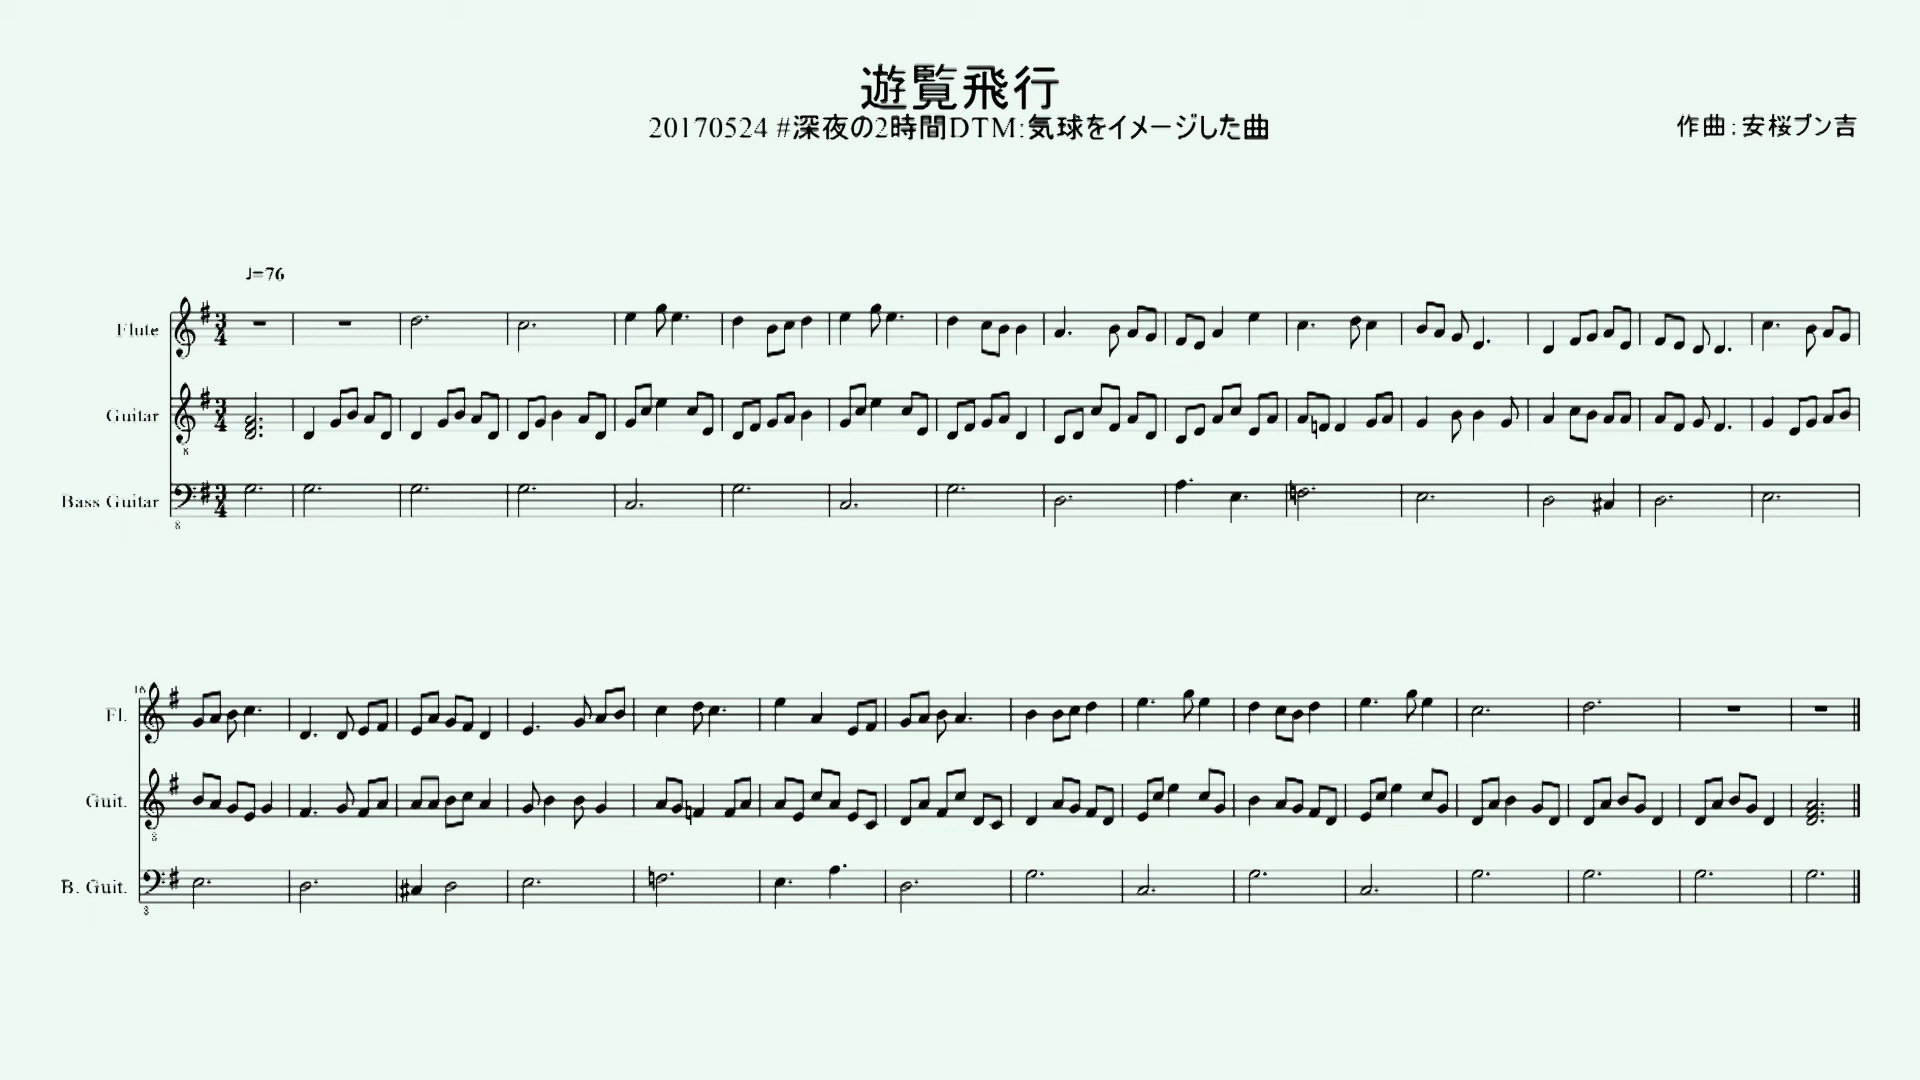 遊覧飛行
20170524 #深夜の2時間DTM:気球をイメージした曲
作曲:安桜ブン吉
♩=76
Flute
Guitar
Bass Guitar
16
Fl.
Guit.
B. Guit.